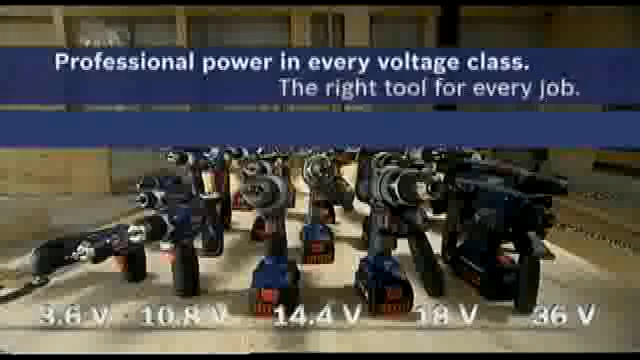 Professional power in every voltage class.
The right tool for every job.
3.6 V 10.8 V 14.4 V 18 V 36 V